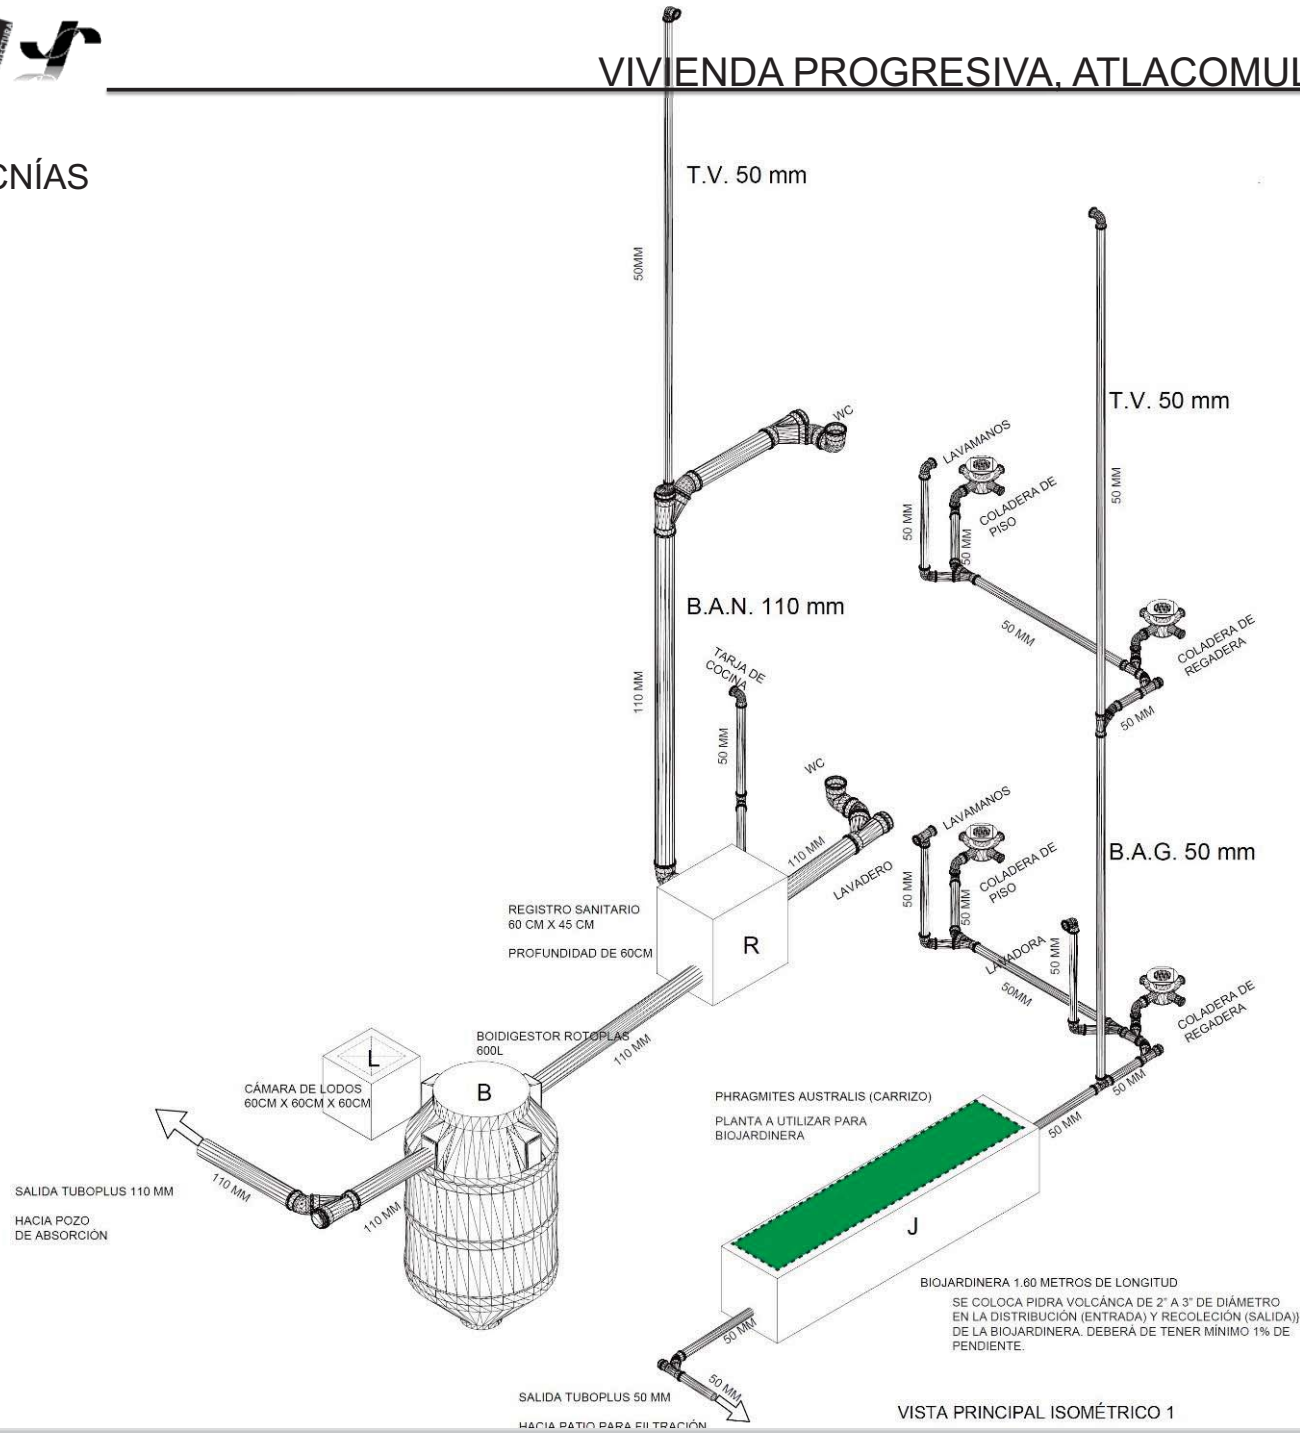 VIVIENDA PROGRESIVA, ATLACOMUL
CNÍAS
T.V. 50 mm
50MM
T.V. 50 mm
WC
LAVAMANOS
COLADERA DE
PISO
50 MM
50 MM
50 MM
50 MM
COLADERA DE
REGADERA
50 MM
B.A.N. 110 mm
110 MM
TARJA DE
COCINA
50 MM
WC
110 MM
LAVADERO
LAVAMANOS
COLADERA DE
PISO
50 MM
50 MM
B.A.G. 50 mm
LAVADORA
50 MM
50MM
COLADERA DE
REGADERA
50 MM
50 MM
REGISTRO SANITARIO
60 CM X 45 CM
PROFUNDIDAD DE 60CM
R
BOIDIGESTOR ROTOPLAS
600L
110 MM
L
CÁMARA DE LODOS
60CM X 60CM X 60CM
B
110 MM
110 MM
SALIDA TUBOPLUS 110 MM
HACIA POZO
DE ABSORCIÓN
PHRAGMITES AUSTRALIS (CARRIZO)
PLANTA A UTILIZAR PARA
BIOJARDINERA
J
BIOJARDINERA 1.60 METROS DE LONGITUD
SE COLOCA PIDRA VOLCÁNCA DE 2" A 3" DE DIÁMETRO
EN LA DISTRIBUCIÓN (ENTRADA) Y RECOLECIÓN (SALIDA)}
DE LA BIOJARDINERA. DEBERÁ DE TENER MÍNIMO 1% DE
PENDIENTE.
50 MM
50 MM
SALIDA TUBOPLUS 50 MM
HACIA PATIO PARA FILTRACIÓN
VISTA PRINCIPAL ISOMÉTRICO 1